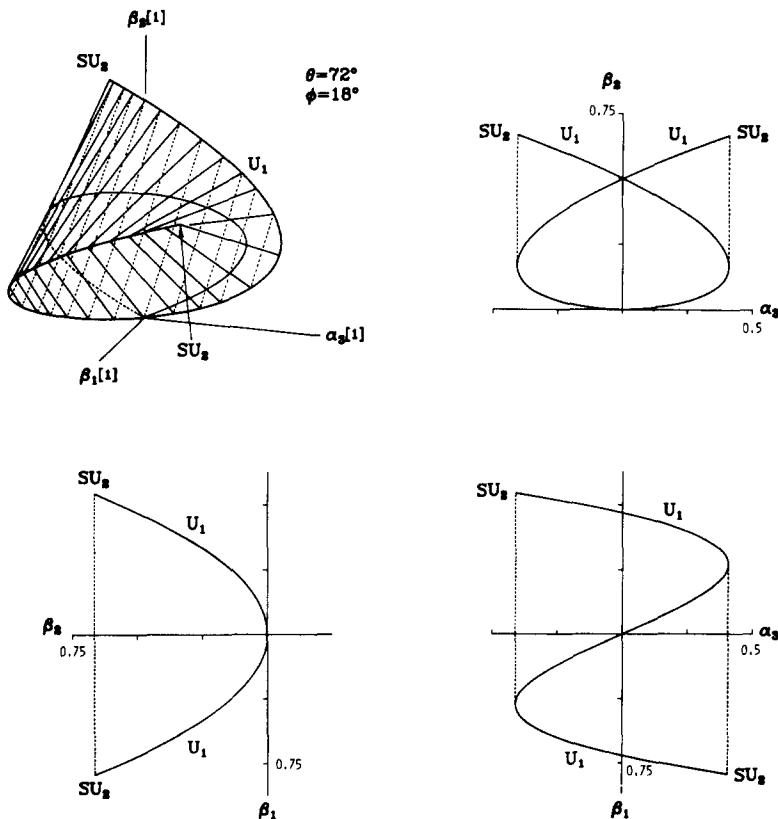 β₂[1]
SU₂
θ=72°
φ=18°
U₁
α₃[1]
SU₂
β₁[1]
β₂
0.75
SU₂ U₁ U₁ SU₂
α₃
0.5
SU₂
U₁
β₂
0.75
U₁
0.75
SU₂
β₁
SU₂
U₁
α₃
0.5
U₁
0.75
SU₂
β₁